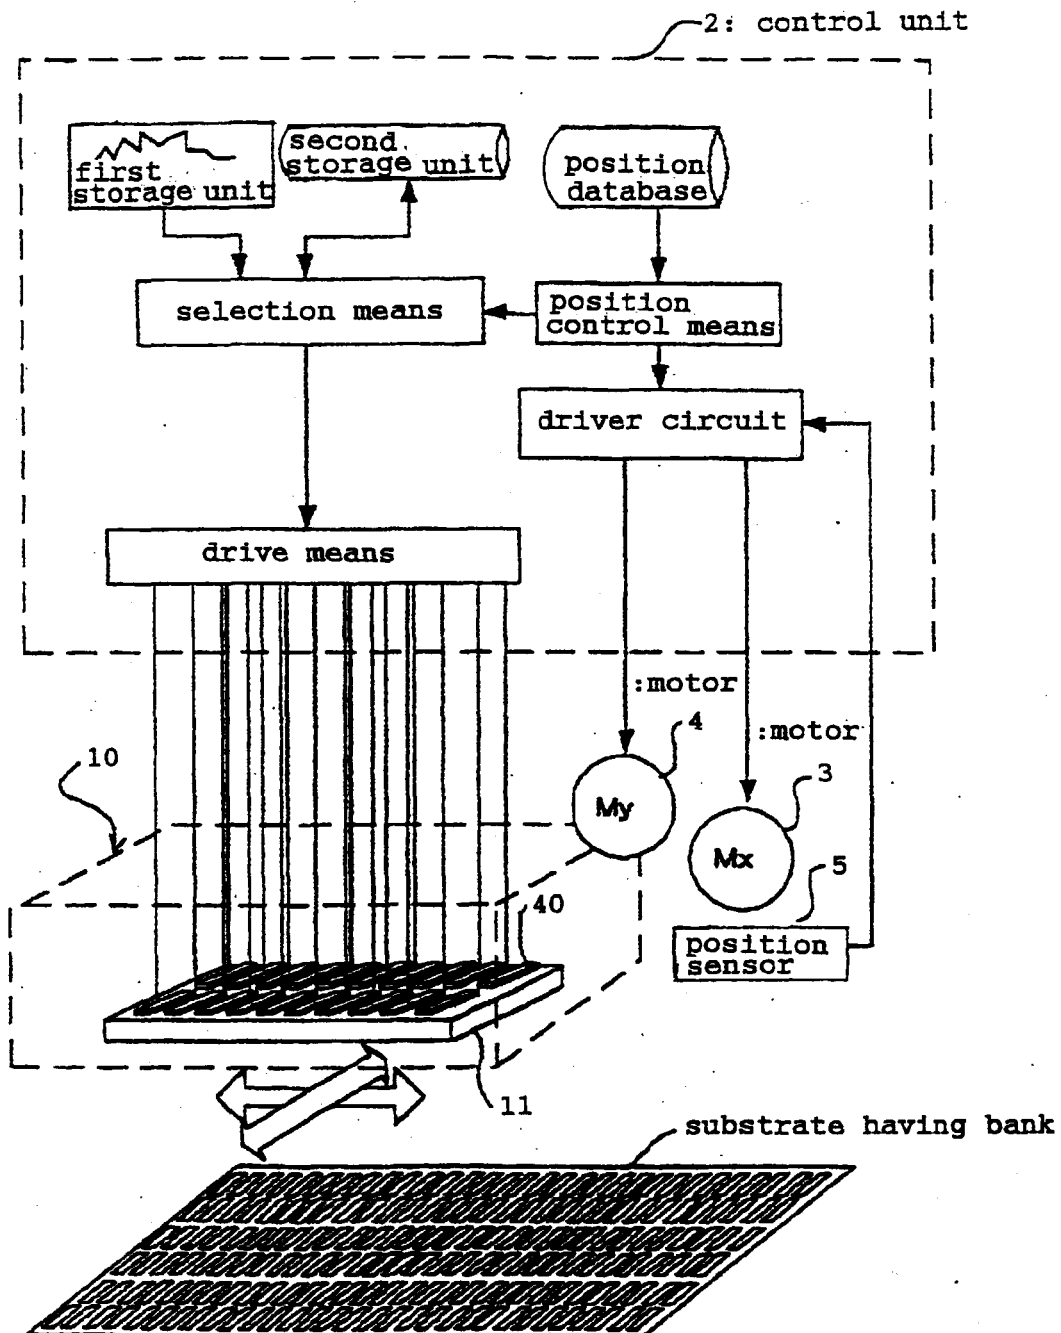 2: control unit
first
storage unit
second
storage unit
position
database
selection means
position
control means
driver circuit
drive means
:motor
4
:motor
10
3
My
Mx
5
40
position
sensor
11
substrate having bank